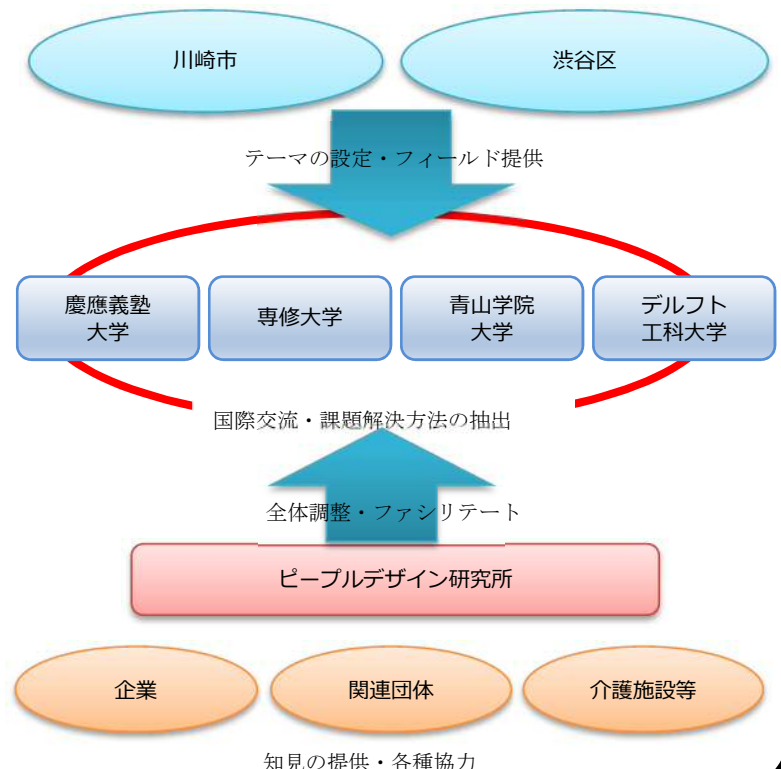 川崎市
渋谷区
テーマの設定・フィールド提供
慶應義塾
大学
専修大学
青山学院
大学
デルフト
工科大学
国際交流・課題解決方法の抽出
全体調整・ファシリテート
ピープルデザイン研究所
企業
関連団体
介護施設等
知見の提供・各種協力